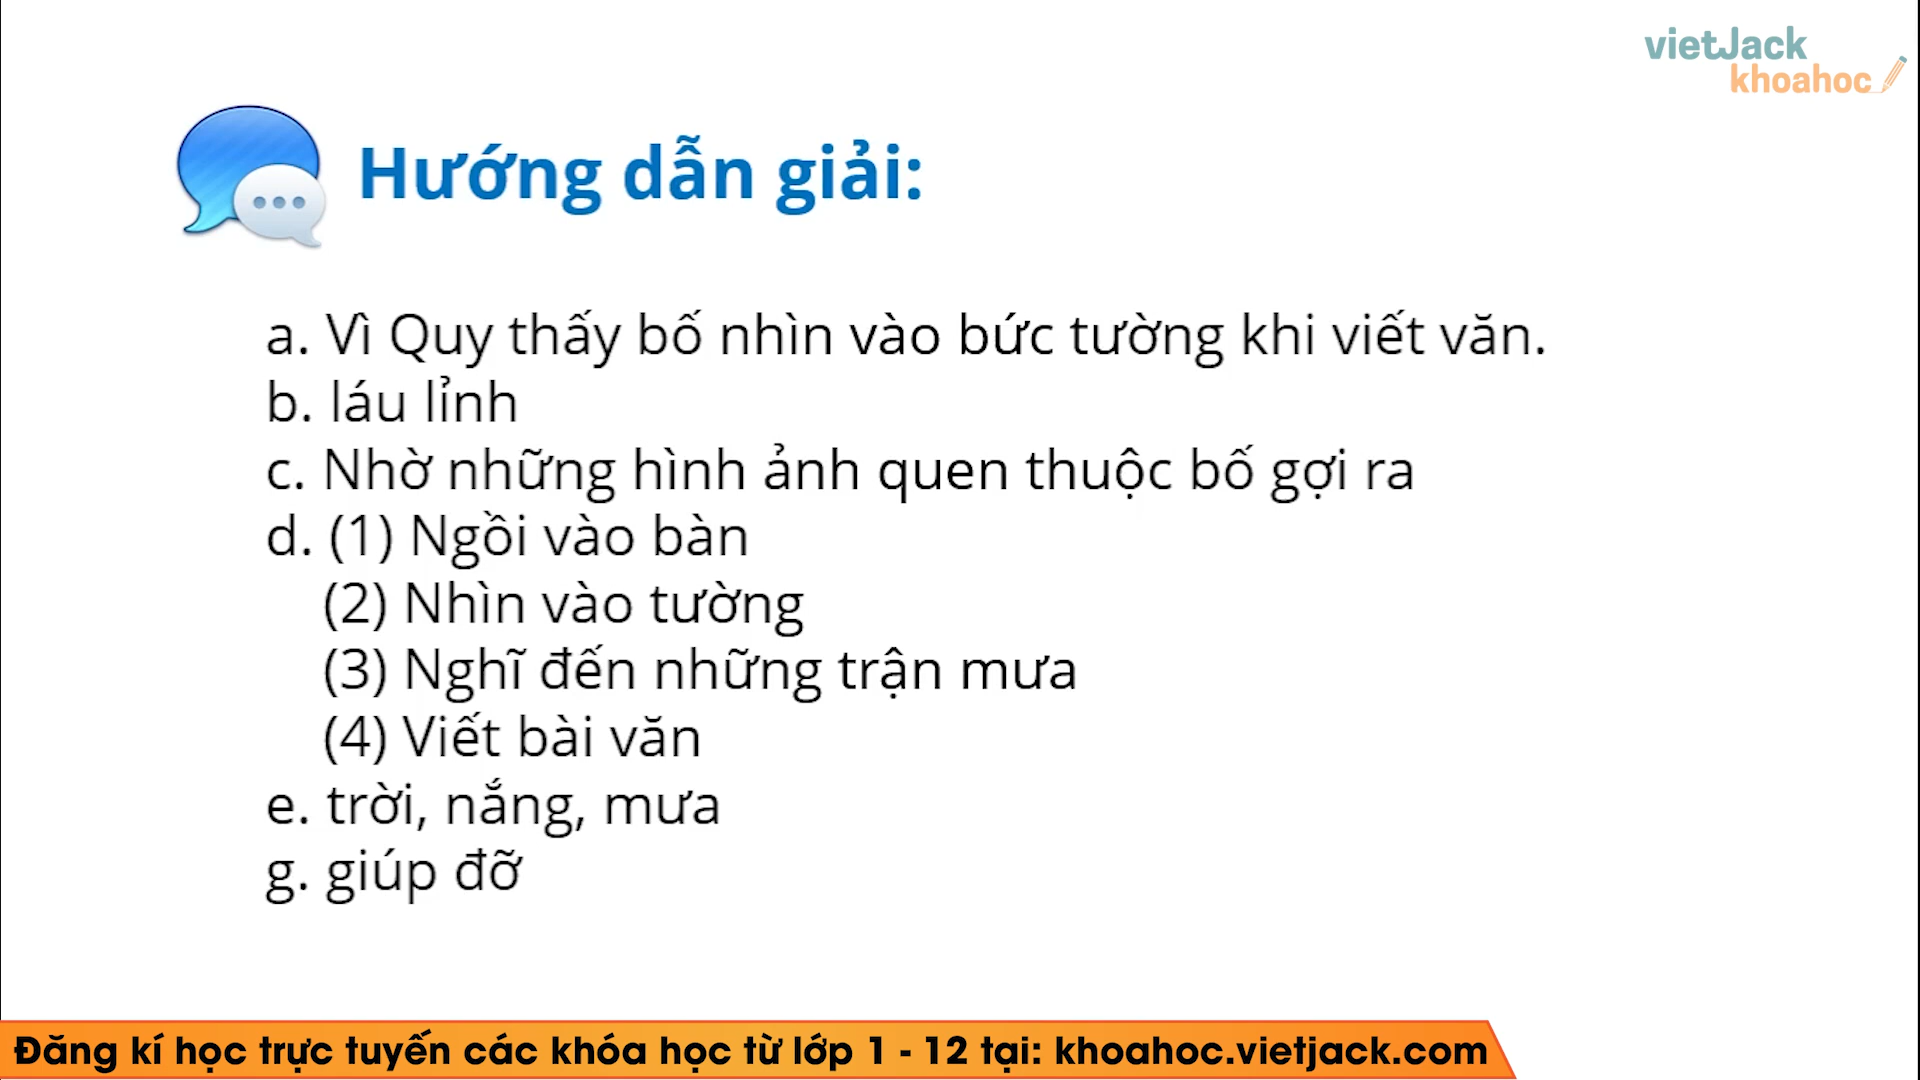 vietJack
khoahoc
Hướng dẫn giải:
a. Vì Quy thấy bố nhìn vào bức tường khi viết văn.
b. láu lỉnh
c. Nhờ những hình ảnh quen thuộc bố gợi ra
d. (1) Ngồi vào bàn
(2) Nhìn vào tường
(3) Nghĩ đến những trận mưa
(4) Viết bài văn
e. trời, nắng, mưa
g. giúp đỡ
Đăng kí học trực tuyến các khóa học từ lớp 1 - 12 tại: khoahoc.vietjack.com